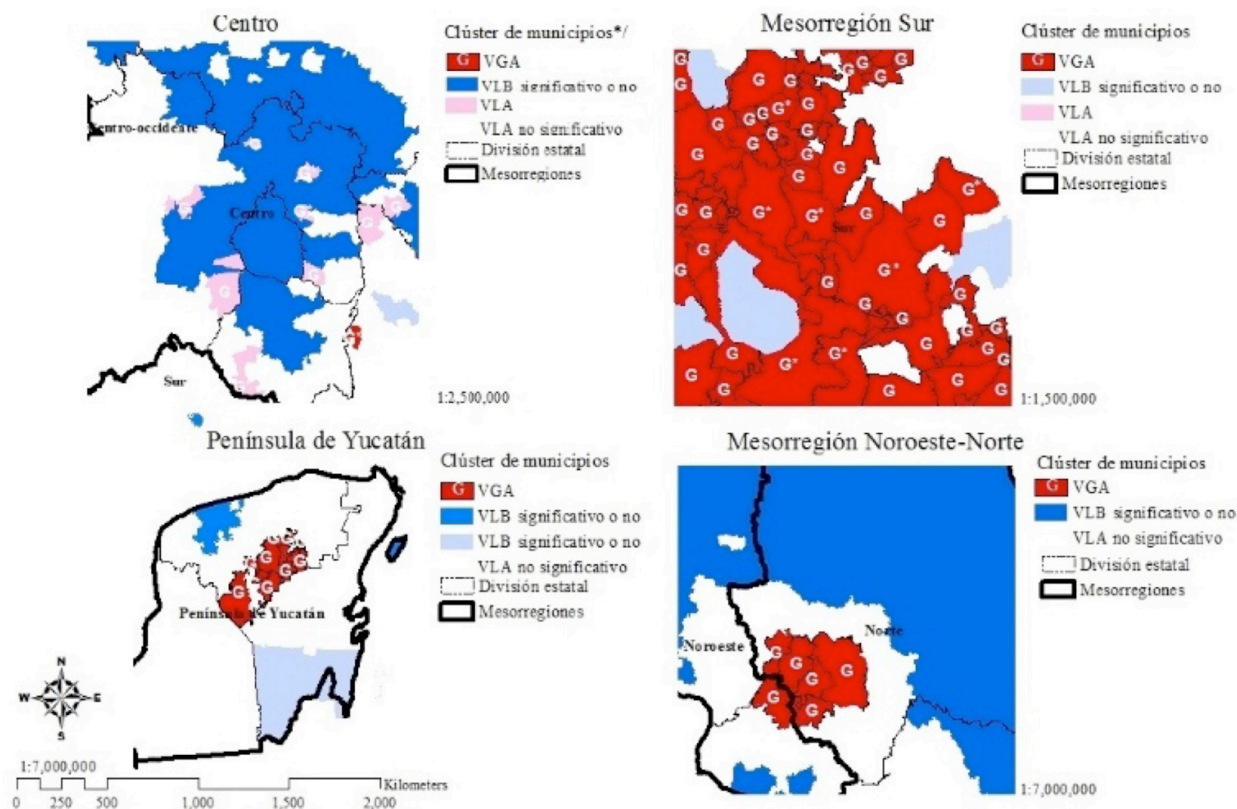 Centro
Clúster de municipios*/
G VGA
VLB significativo o no
VLA
VLA no significativo
División estatal
Mesorregiones
Centro-occidente
Centro
Sur
1:2,500,000
Mesorregión Sur
Clúster de municipios
G VGA
VLB significativo o no
VLA
VLA no significativo
División estatal
Mesorregiones
Sur
1:1,500,000
Península de Yucatán
Clúster de municipios
G VGA
VLB significativo o no
VLB significativo o no
VLA no significativo
División estatal
Mesorregiones
Península de Yucatán
N
W E
S
1:7,000,000
Kilometers
0 250 500 1,000 1,500 2,000
Mesorregión Noroeste-Norte
Clúster de municipios
G VGA
VLB significativo o no
VLA no significativo
División estatal
Mesorregiones
Noroeste
Norte
G G G G G G G
1:7,000,000